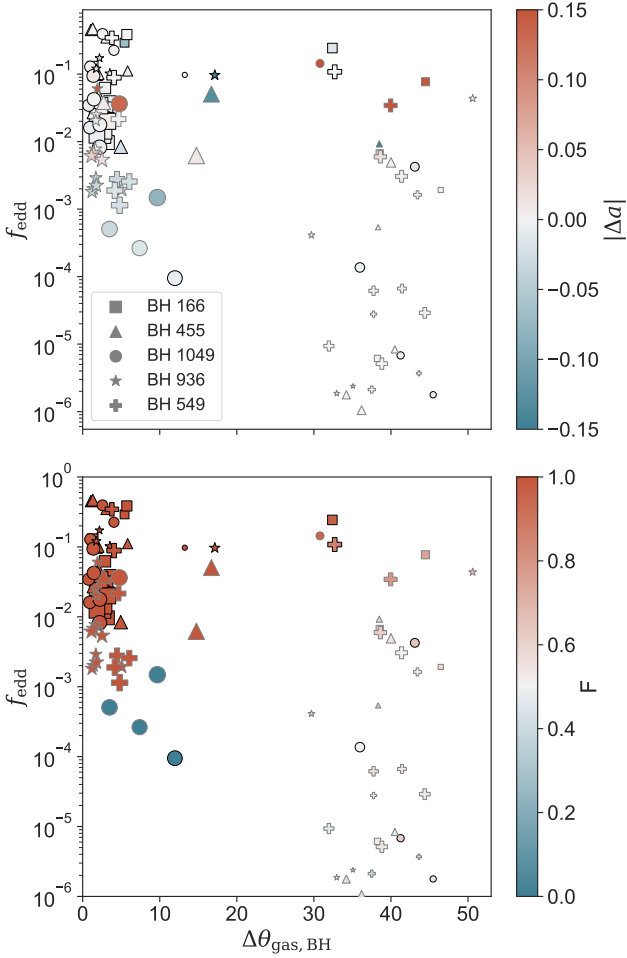 10⁻¹
10⁻²
10⁻³
10⁻⁴
10⁻⁵
10⁻⁶
f_edd
BH 166
BH 455
BH 1049
BH 936
BH 549
0.15
0.10
0.05
0.00
−0.05
−0.10
−0.15
|Δa|
10⁰
10⁻¹
10⁻²
10⁻³
10⁻⁴
10⁻⁵
10⁻⁶
f_edd
0 10 20 30 40 50
Δθ_gas, BH
1.0
0.8
0.6
0.4
0.2
0.0
F